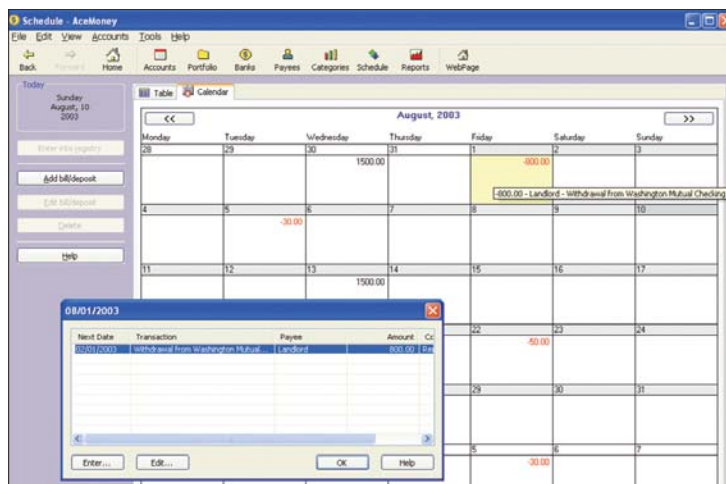 Schedule - AceMoney
File Edit View Accounts Tools Help
Back Forward Home Accounts Portfolio Banks Payees Categories Schedule Reports WebPage
Today
Sunday
August, 10
2003
Enter into registry
Add bill/deposit
Edit bill/deposit
Delete
Help
Table Calendar
<< August, 2003 >>
Monday Tuesday Wednesday Thursday Friday Saturday Sunday
28 29 30 31 1 2 3
1500.00 -800.00
-800.00 - Landlord - Withdrawal from Washington Mutual Checking
4 5 6 7 8 9 10
-30.00
11 12 13 14 15 16 17
1500.00
22 23 24
-50.00
29 30 31
5 6 7
-30.00
08/01/2003
Next Date Transaction Payee Amount
02/01/2003 Withdrawal from Washington Mutual... Landlord 800.00
Enter... Edit... OK Help